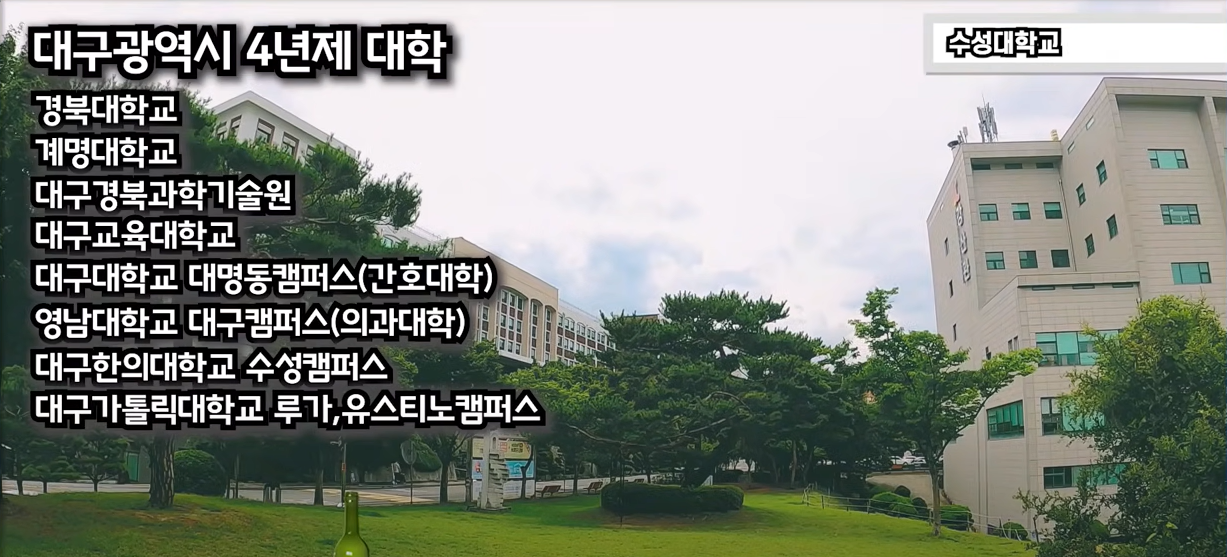 대구광역시 4년제 대학
수성대학교
경북대학교
계명대학교
대구경북과학기술원
대구교육대학교
대구대학교 대명동캠퍼스(간호대학)
영남대학교 대구캠퍼스(의과대학)
대구한의대학교 수성캠퍼스
대구가톨릭대학교 루가,유스티노캠퍼스